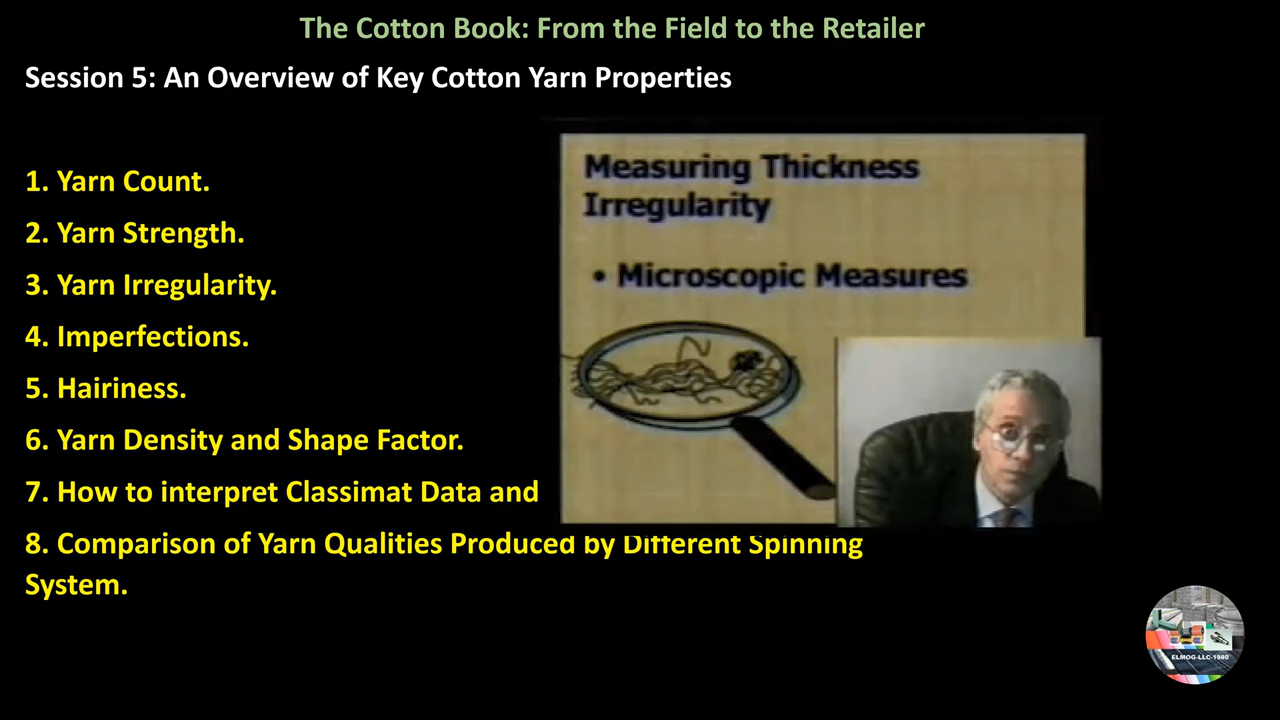 The Cotton Book: From the Field to the Retailer
Session 5: An Overview of Key Cotton Yarn Properties
1. Yarn Count.
2. Yarn Strength.
3. Yarn Irregularity.
4. Imperfections.
5. Hairiness.
6. Yarn Density and Shape Factor.
7. How to interpret Classimat Data and
8. Comparison of Yarn Qualities Produced by Different Spinning
System.
Measuring Thickness
Irregularity
• Microscopic Measures
ELMOG-LLC-1980